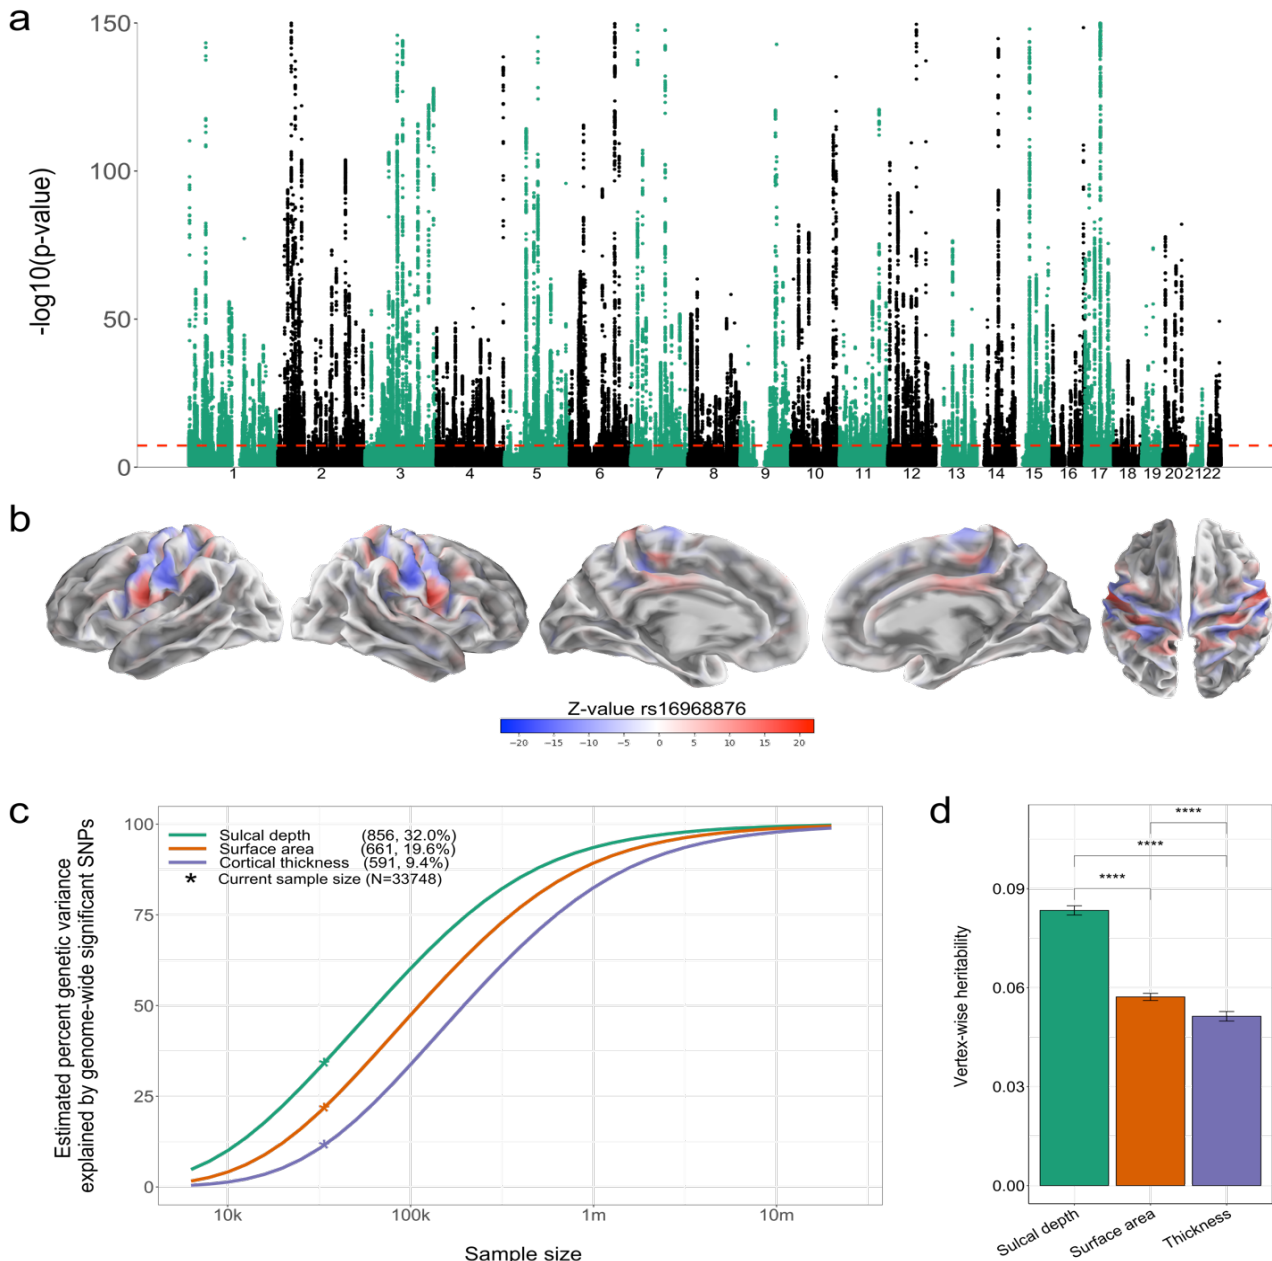 a
-log10(p-value)
150
100
50
0
1 2 3 4 5 6 7 8 9 10 11 12 13 14 15 16 17 18 19 20 2122
b
Z-value rs16968876
−20 −15 −10 −5 0 5 10 15 20
c
Estimated percent genetic variance
explained by genome-wide significant SNPs
100
75
50
25
0
Sulcal depth (856, 32.0%)
Surface area (661, 19.6%)
Cortical thickness (591, 9.4%)
* Current sample size (N=33748)
10k 100k 1m 10m
Sample size
d
Vertex-wise heritability
0.09
0.06
0.03
0.00
****
****
****
Sulcal depth
Surface area
Thickness